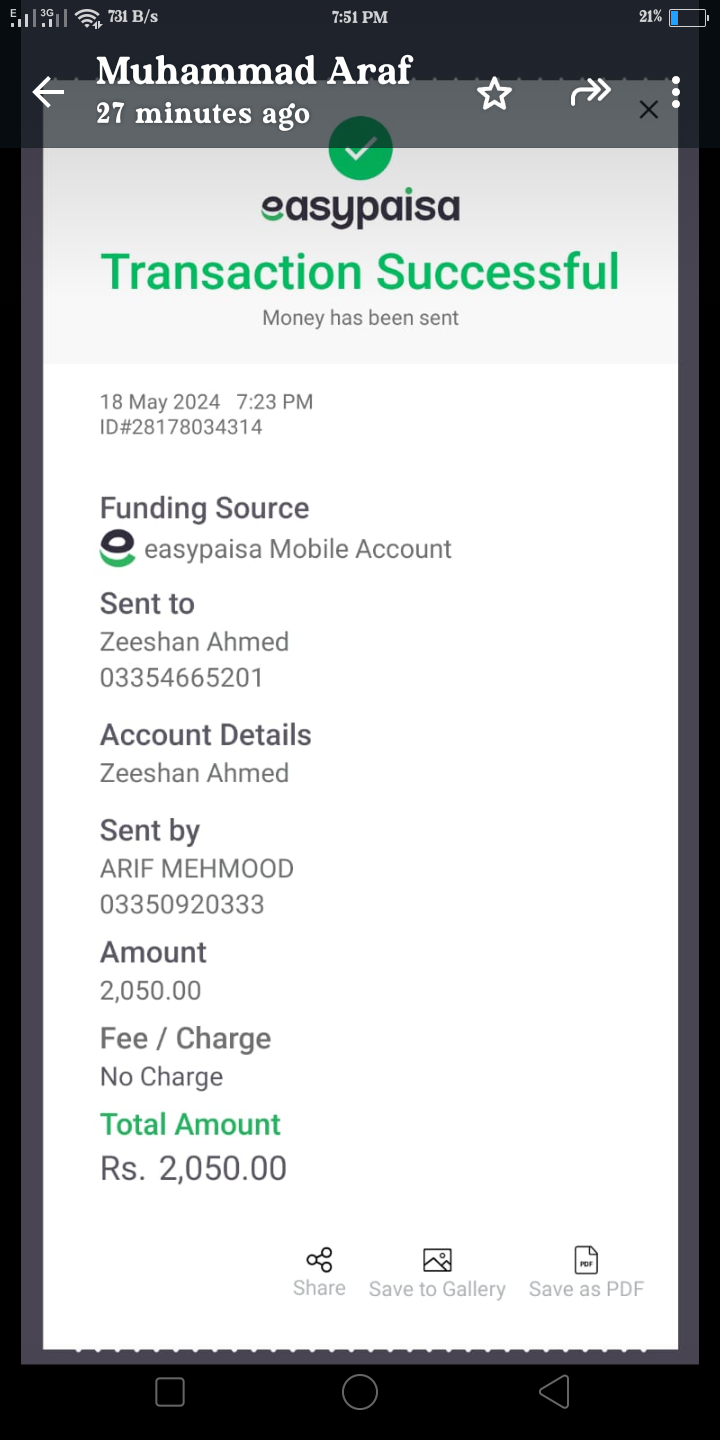 E 3G 731 B/s 7:51 PM 21%
Muhammad Araf
27 minutes ago
easypaisa
Transaction Successful
Money has been sent
18 May 2024 7:23 PM
ID#28178034314
Funding Source
easypaisa Mobile Account
Sent to
Zeeshan Ahmed
03354665201
Account Details
Zeeshan Ahmed
Sent by
ARIF MEHMOOD
03350920333
Amount
2,050.00
Fee / Charge
No Charge
Total Amount
Rs. 2,050.00
PDF
Share Save to Gallery Save as PDF